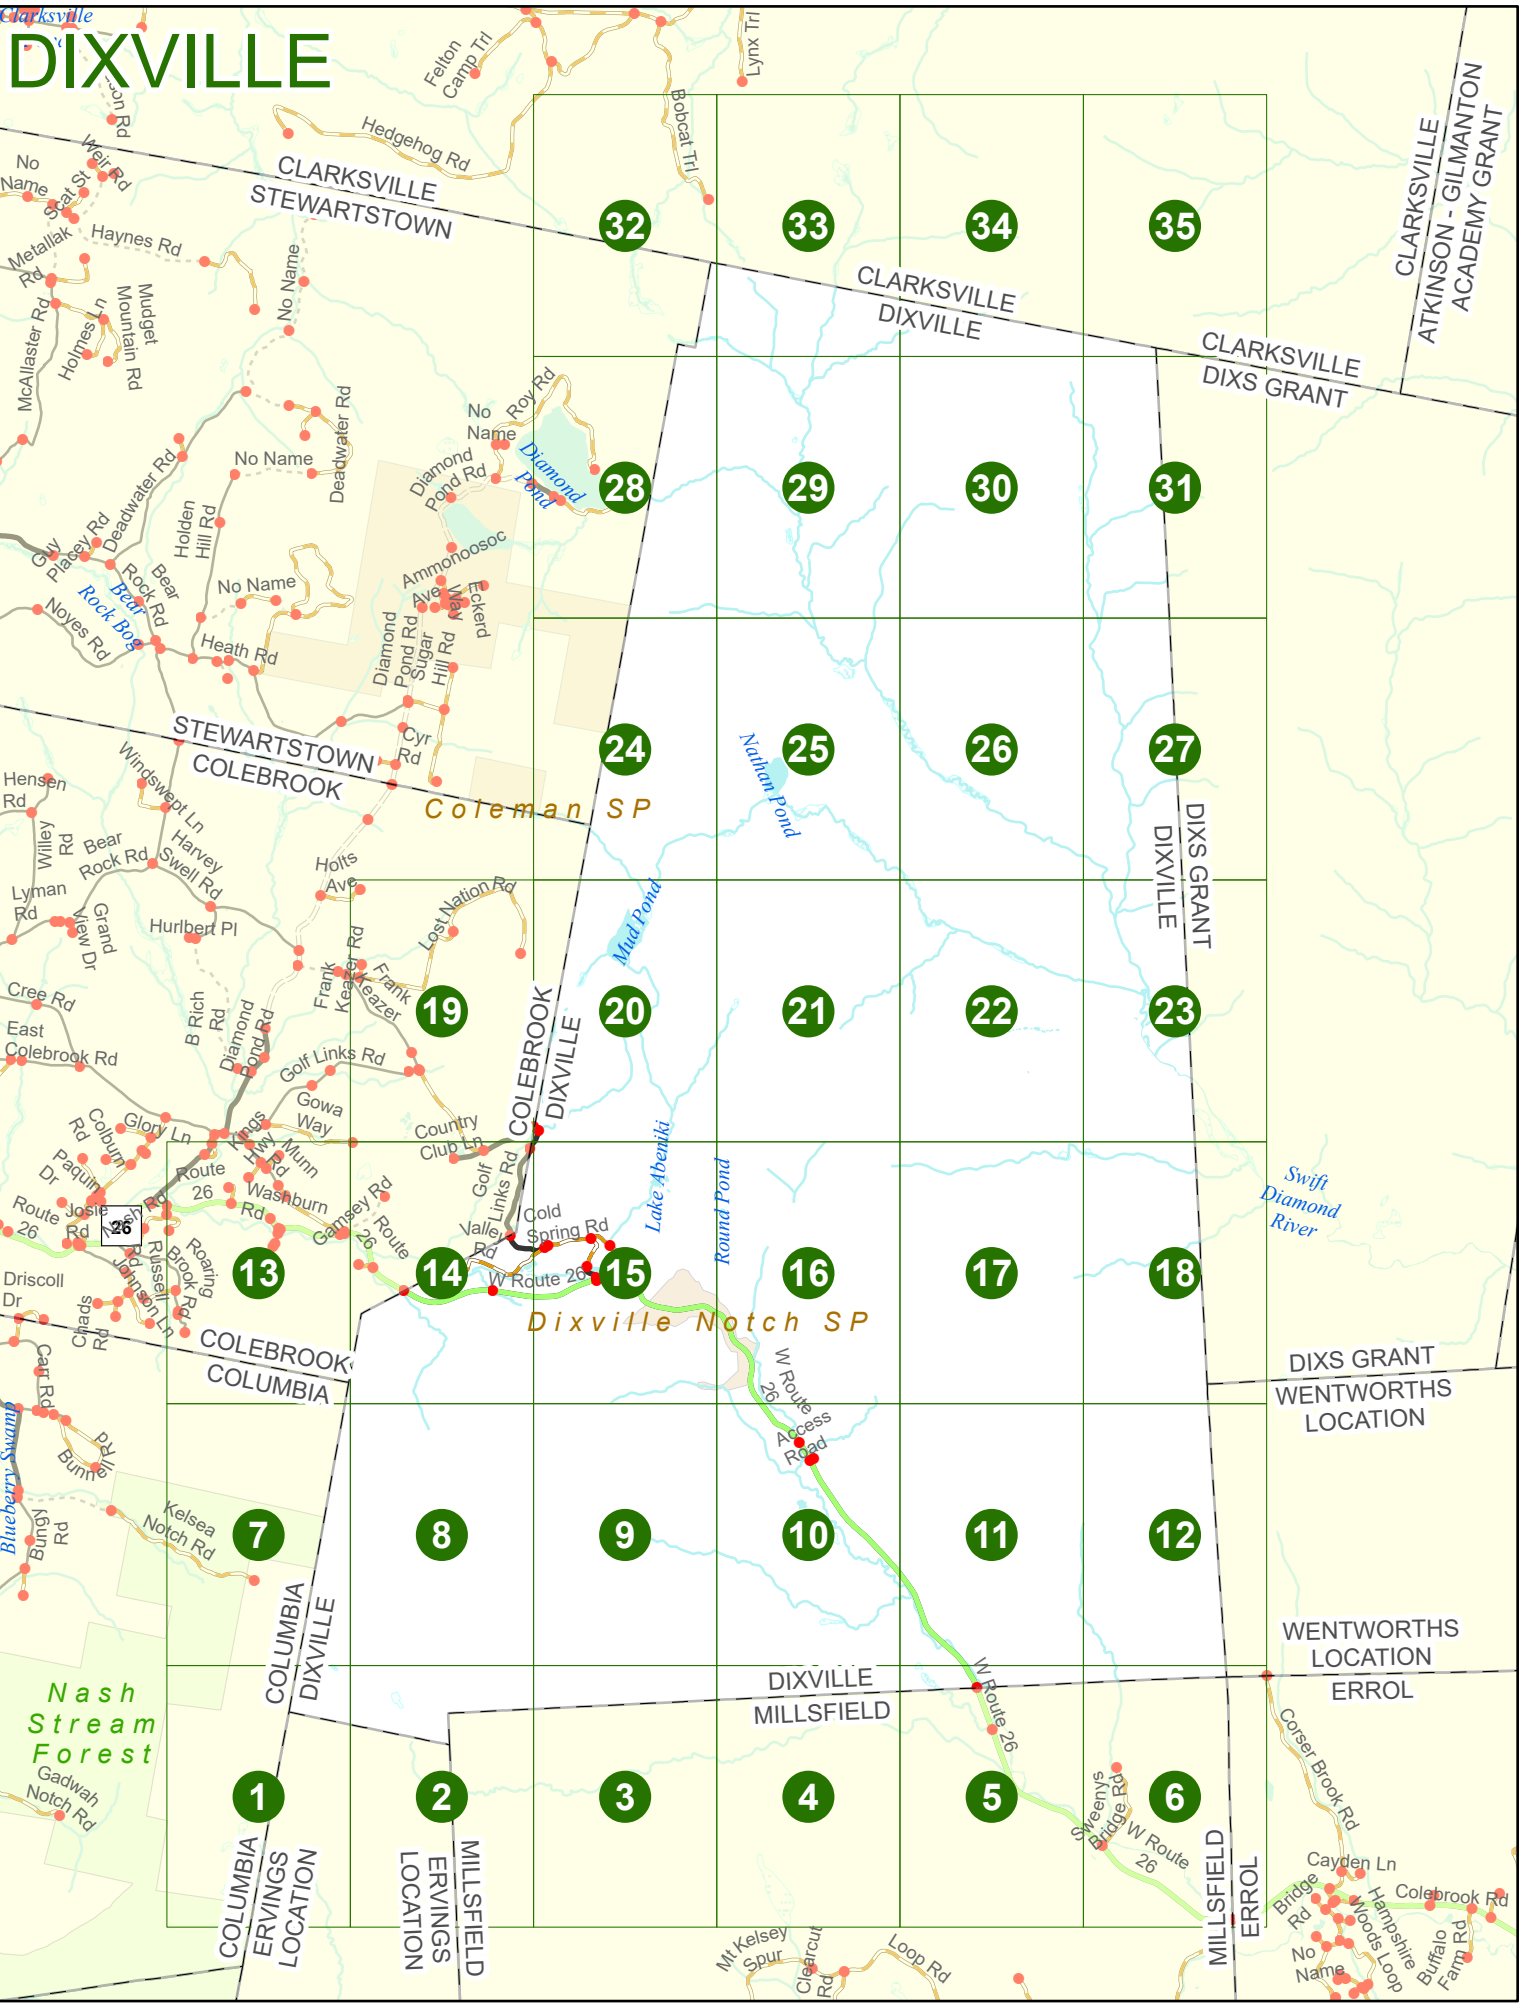 Clarksville
DIXVILLE
Felton
Camp Trl
Lynx Trl
Bobcat Trl
Hedgehog Rd
son Rd
Weir Rd
No
Name
Scat St
CLARKSVILLE
STEWARTSTOWN
CLARKSVILLE
ATKINSON - GILMANTON
ACADEMY GRANT
32
33
34
35
Metallak
Rd
Haynes Rd
No Name
CLARKSVILLE
DIXVILLE
McAllaster Rd
Holmes Ln
Mudget
Mountain Rd
CLARKSVILLE
DIXS GRANT
Roy Rd
No
Name
Deadwater Rd
No Name
Deadwater Rd
Diamond
Pond Rd
Diamond
Pond
28
29
30
31
Guy
Placey Rd
Holden
Hill Rd
Bear
Rock Rd
Bear
Rock Bog
Noyes Rd
No Name
Heath Rd
Ammonoosoc
Ave
Way
Eckerd
Diamond
Pond Rd
Sugar
Hill Rd
STEWARTSTOWN
COLEBROOK
Cyr
Rd
24
25
26
27
Nathan Pond
Coleman SP
Hensen
Rd
Windswept Ln
Willey
Rd
Bear
Rock Rd
Harvey
Swell Rd
Holts
Ave
DIXS GRANT
DIXVILLE
Lyman
Rd
Grand
View Dr
Hurlbert Pl
Lost Nation Rd
Mud Pond
Frank
Keazer Rd
Frank
Keazer
Cree Rd
B Rich
Rd
19
20
21
22
23
COLEBROOK
DIXVILLE
East
Colebrook Rd
Diamond
Pond Rd
Golf Links Rd
Gowa
Way
Colburn
Rd
Glory Ln
Kings
Hwy
Munn
Rd
Country
Club Ln
Paquin
Dr
Route
26
Washburn
Rd
Gamsey Rd
Golf
Links Rd
Lake Abeniki
Round Pond
Swift
Diamond
River
Route
26
Josie
Rd
Nash Rd
26
Route
26
Valley
Rd
Cold
Spring Rd
W Route 26
Driscoll
Dr
Chads
Rd
Johnson Ln
Rd
Russell
Roaring
Brook Rd
13
14
15
16
17
18
Dixville Notch SP
COLEBROOK
COLUMBIA
W Route
26
DIXS GRANT
WENTWORTHS
LOCATION
Carr Rd
Bunnelle
Rd
Access
Road
Blueberry Swamp
Bungy
Rd
Kelsea
Notch Rd
7
8
9
10
11
12
COLUMBIA
DIXVILLE
WENTWORTHS
LOCATION
ERROL
Nash
Stream
Forest
DIXVILLE
MILLSFIELD
W Route 26
Corser Brook Rd
Gadwah
Notch Rd
1
2
3
4
5
6
Sweenys
Bridge Rd
W Route
26
COLUMBIA
ERVINGS
LOCATION
ERVINGS
LOCATION
MILLSFIELD
MILLSFIELD
ERROL
Cayden Ln
Bridge
Rd
Hampshire
Woods Loop
Colebrook Rd
Mt Kelsey
Spur
Clearcut
Rd
Loop Rd
No
Name
Buffalo
Farm Rd